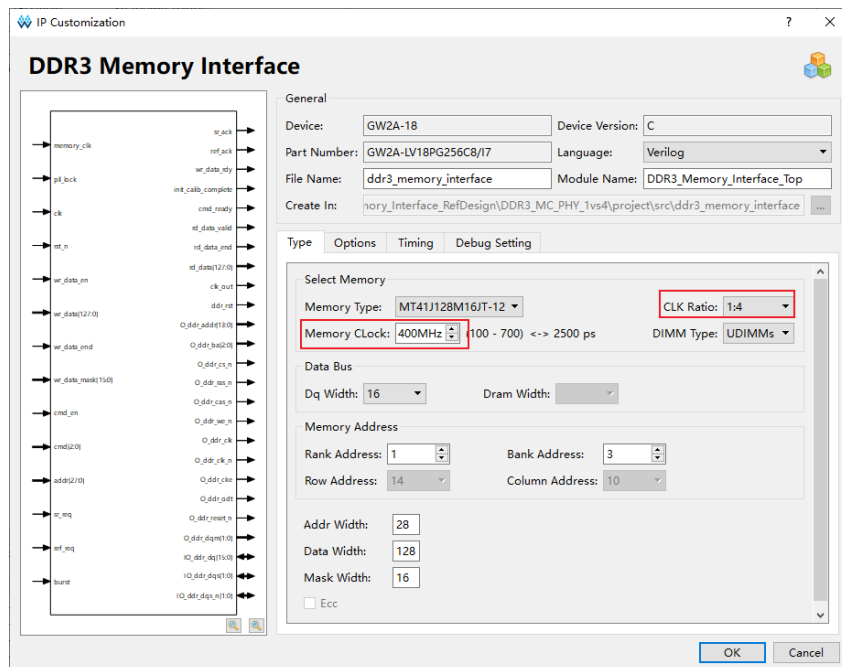 IP Customization ? ×
DDR3 Memory Interface
memory_clk
pll_lock
clk
rst_n
wr_data_en
wr_data(127:0)
wr_data_end
wr_data_mask(15:0)
cmd_en
cmd(2:0)
addr(27:0)
sr_req
ref_req
burst
sr_ack
ref_ack
wr_data_rdy
init_calib_complete
cmd_ready
rd_data_valid
rd_data_end
rd_data(127:0)
clk_out
ddr_rst
O_ddr_addr(13:0)
O_ddr_ba(2:0)
O_ddr_cs_n
O_ddr_ras_n
O_ddr_cas_n
O_ddr_we_n
O_ddr_clk
O_ddr_clk_n
O_ddr_cke
O_ddr_odt
O_ddr_reset_n
O_ddr_dqm(1:0)
IO_ddr_dq(15:0)
IO_ddr_dqs(1:0)
IO_ddr_dqs_n(1:0)
General
Device: GW2A-18 Device Version: C
Part Number: GW2A-LV18PG256C8/I7 Language: Verilog
File Name: ddr3_memory_interface Module Name: DDR3_Memory_Interface_Top
Create In: nory_Interface_RefDesign\DDR3_MC_PHY_1vs4\project\src\ddr3_memory_interface ...
Type Options Timing Debug Setting
Select Memory
Memory Type: MT41J128M16JT-12 CLK Ratio: 1:4
Memory CLock: 400MHz (100 - 700) <-> 2500 ps DIMM Type: UDIMMs
Data Bus
Dq Width: 16 Dram Width:
Memory Address
Rank Address: 1 Bank Address: 3
Row Address: 14 Column Address: 10
Addr Width: 28
Data Width: 128
Mask Width: 16
Ecc
OK Cancel